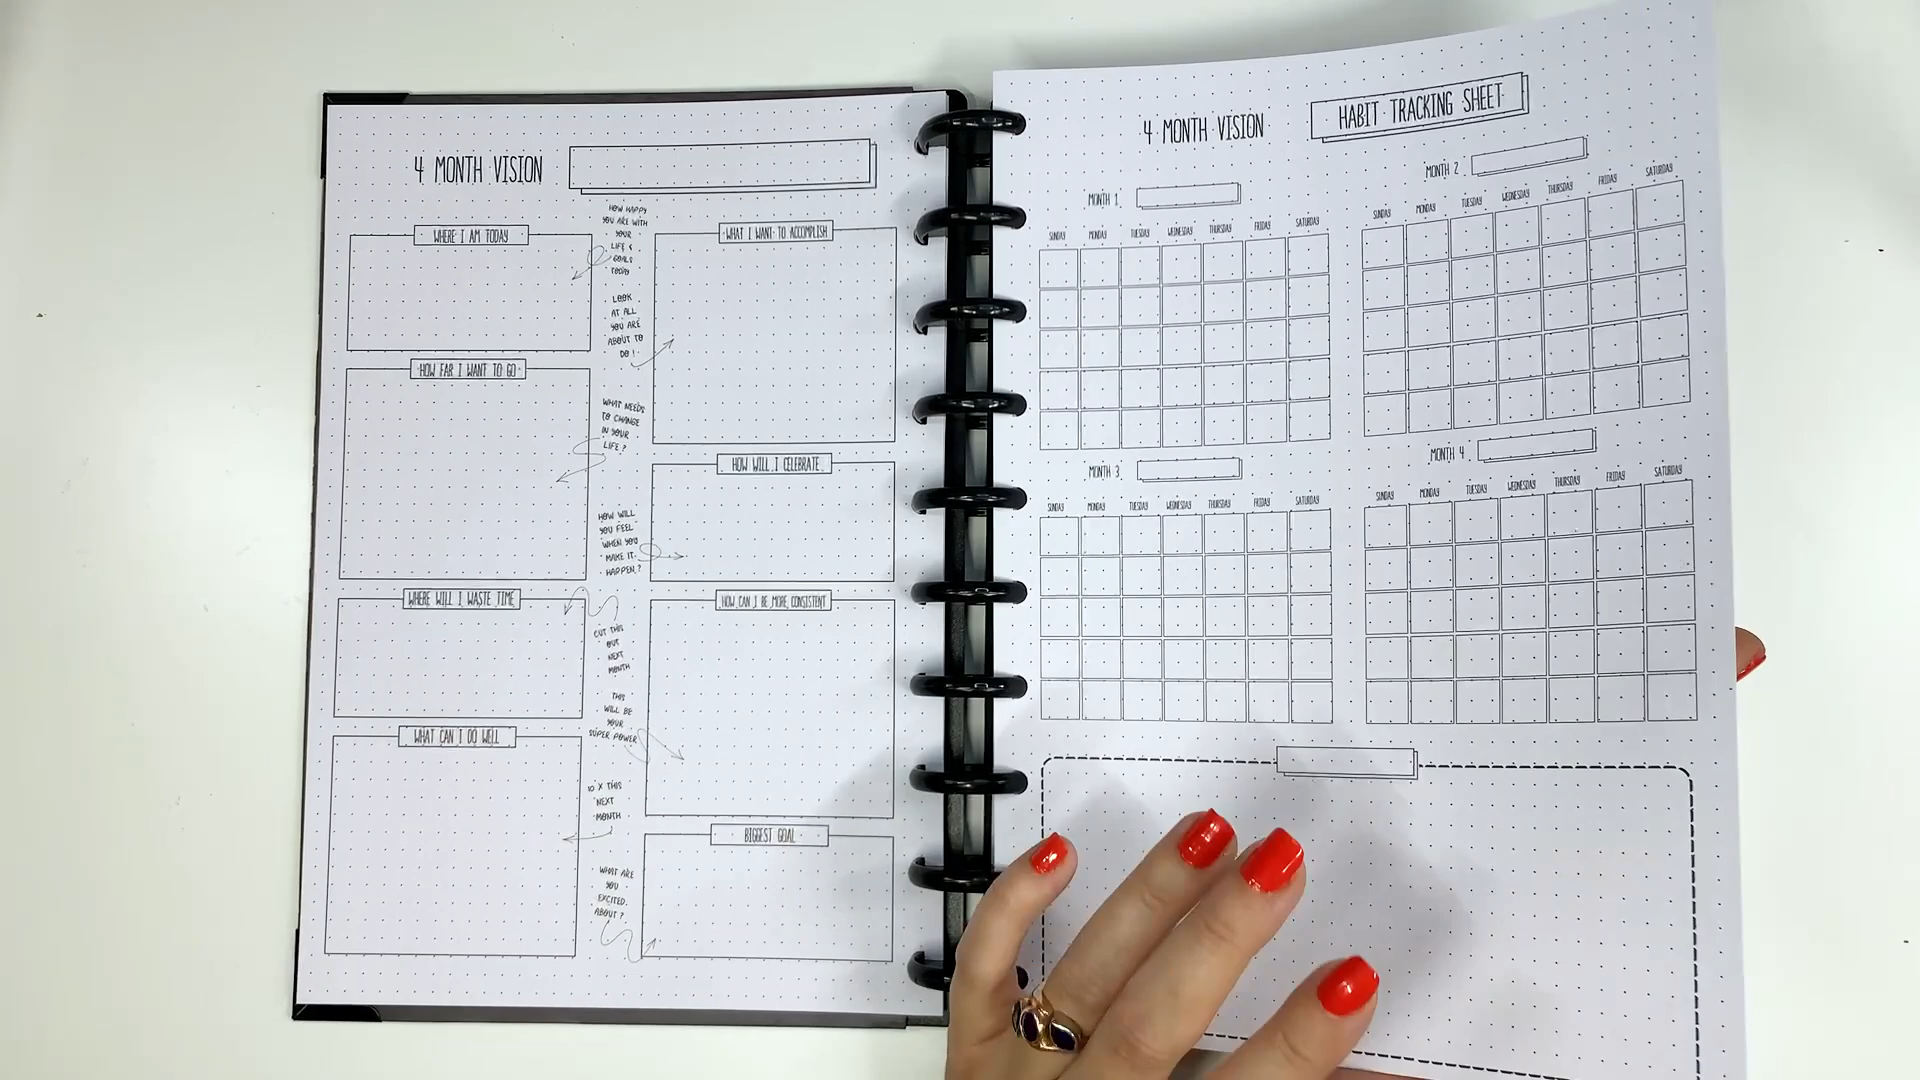 4 MONTH VISION
WHERE I AM TODAY
HOW FAR I WANT TO GO
WHERE WILL I WASTE TIME
WHAT CAN I DO WELL
HOW HAPPY
YOU ARE WITH
YOUR
LIFE &
GOALS
TODAY
LOOK
AT ALL
YOU ARE
ABOUT TO
DO!
WHAT NEEDS
TO CHANGE
IN YOUR
LIFE?
HOW WILL
YOU FEEL
WHEN YOU
MAKE IT
HAPPEN?
CUT THIS
OUT
NEXT
MONTH
THIS
WILL BE
YOUR
SUPER POWER
10 X THIS
NEXT
MONTH
WHAT ARE
YOU
EXCITED
ABOUT?
WHAT I WANT TO ACCOMPLISH
HOW WILL I CELEBRATE
HOW CAN I BE MORE CONSISTENT
BIGGEST GOAL
4 MONTH VISION HABIT TRACKING SHEET
MONTH 1
SUNDAY MONDAY TUESDAY WEDNESDAY THURSDAY FRIDAY SATURDAY
MONTH 2
SUNDAY MONDAY TUESDAY WEDNESDAY THURSDAY FRIDAY SATURDAY
MONTH 3
SUNDAY MONDAY TUESDAY WEDNESDAY THURSDAY FRIDAY SATURDAY
MONTH 4
SUNDAY MONDAY TUESDAY WEDNESDAY THURSDAY FRIDAY SATURDAY